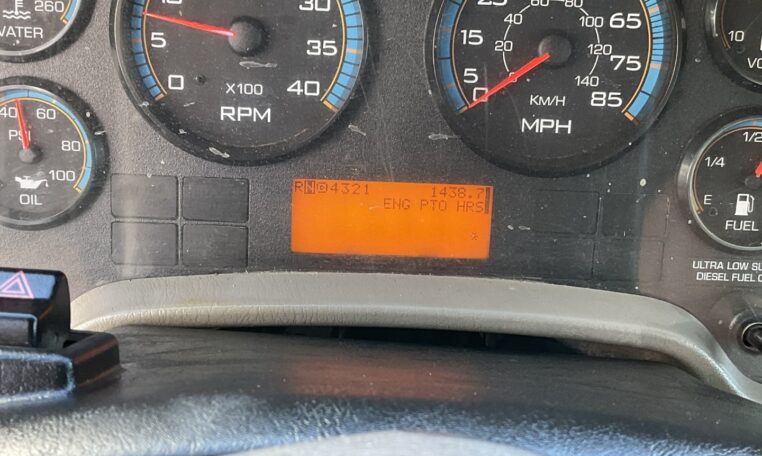 260
WATER
40 60 80 100
PSI
OIL
0 5 30 35 40
X100
RPM
0 15 25 65 75 85
20 40 60 80 100 120 140
KM/H
MPH
10
RN⊙4321 1438.7
ENG PTO HRS
*
E 1/4 1/2
FUEL
ULTRA LOW SU
DIESEL FUEL O